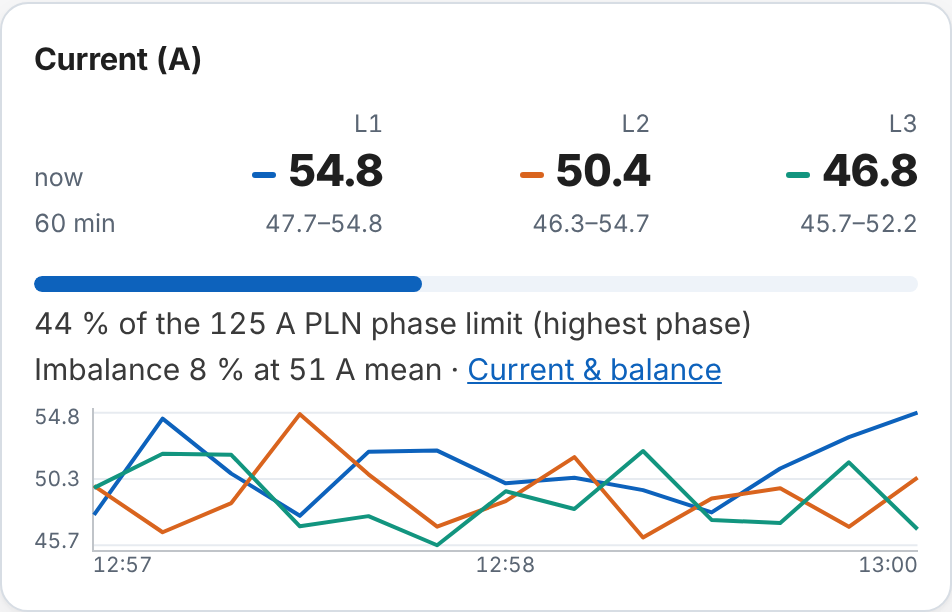 Current (A)
L1 L2 L3
now 54.8 50.4 46.8
60 min 47.7–54.8 46.3–54.7 45.7–52.2
44 % of the 125 A PLN phase limit (highest phase)
Imbalance 8 % at 51 A mean · Current & balance
54.8
50.3
45.7
12:57 12:58 13:00